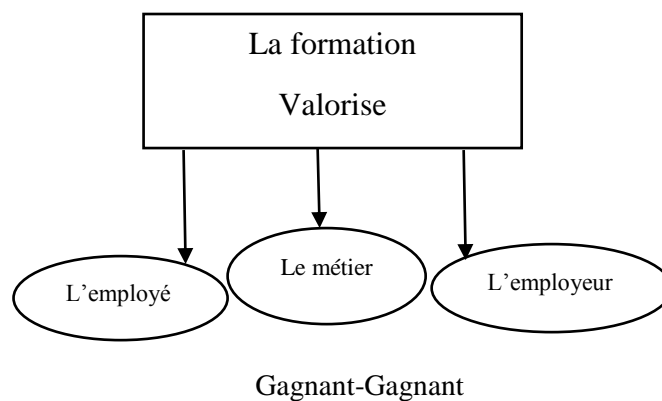 La formation
Valorise
L’employé
Le métier
L’employeur
Gagnant-Gagnant